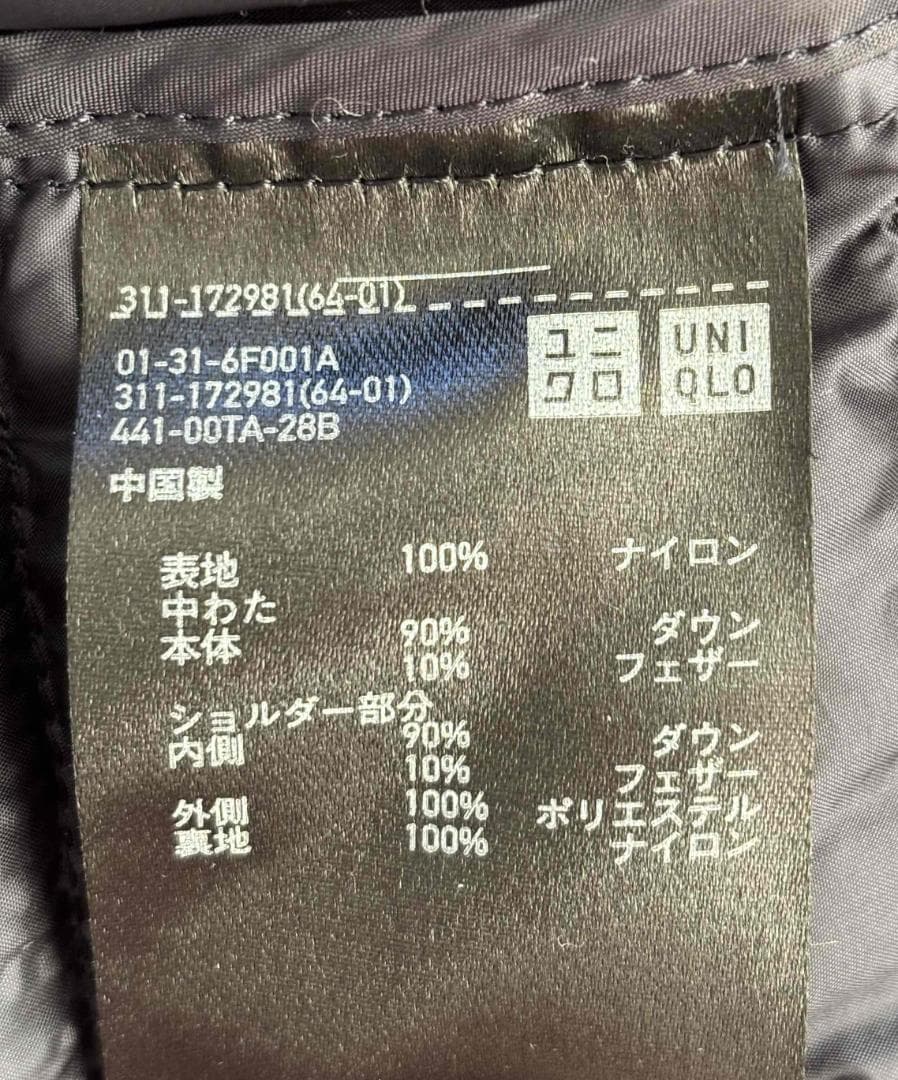 311-172981(64-01)
ユニ
クロ
UNI
QLO
01-31-6F001A
311-172981(64-01)
441-00TA-28B
中国製
表地 100% ナイロン
中わた
本体 90% ダウン
10% フェザー
ショルダー部分
内側 90% ダウン
10% フェザー
外側 100% ポリエステル
裏地 100% ナイロン